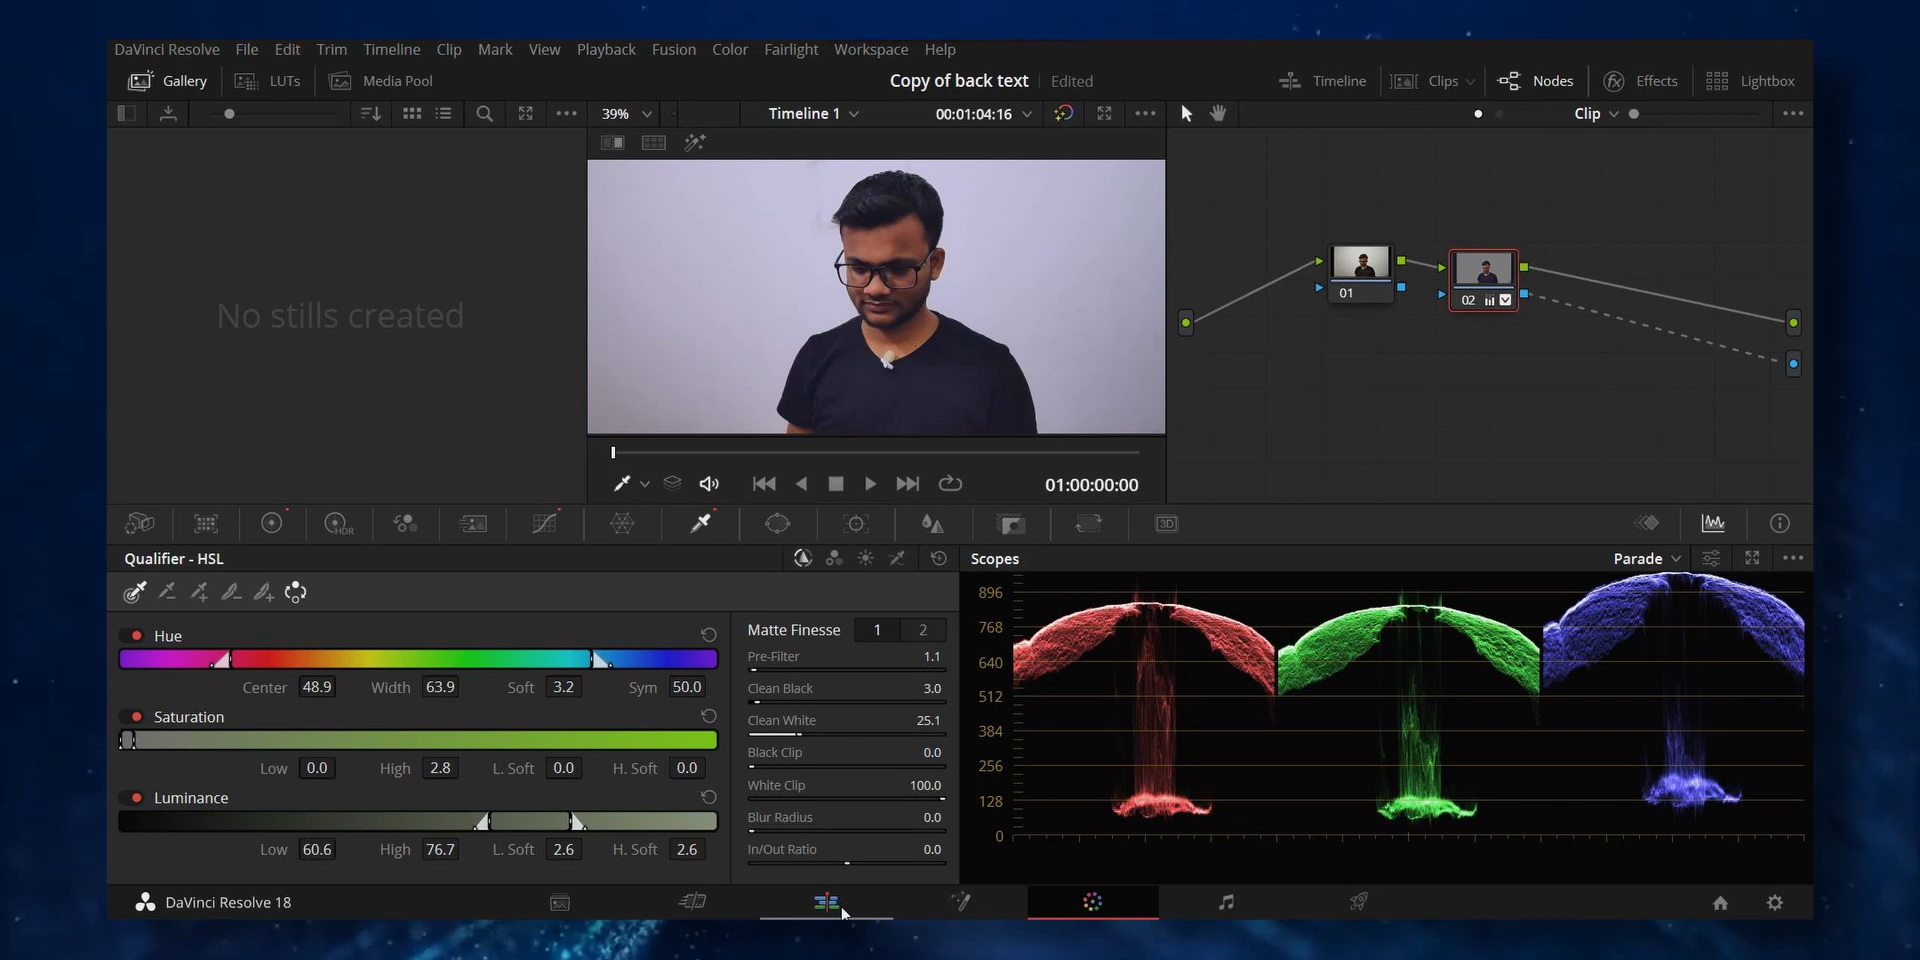 DaVinci Resolve File Edit Trim Timeline Clip Mark View Playback Fusion Color Fairlight Workspace Help
Gallery LUTs Media Pool Copy of back text Edited Timeline Clips Nodes Effects Lightbox
39% Timeline 1 00:01:04:16 Clip
No stills created
01
02
01:00:00:00
HDR
3D
Qualifier - HSL
Scopes
Parade
Hue
Center 48.9 Width 63.9 Soft 3.2 Sym 50.0
Saturation
Low 0.0 High 2.8 L. Soft 0.0 H. Soft 0.0
Luminance
Low 60.6 High 76.7 L. Soft 2.6 H. Soft 2.6
Matte Finesse 1 2
Pre-Filter 1.1
Clean Black 3.0
Clean White 25.1
Black Clip 0.0
White Clip 100.0
Blur Radius 0.0
In/Out Ratio 0.0
896
768
640
512
384
256
128
0
DaVinci Resolve 18